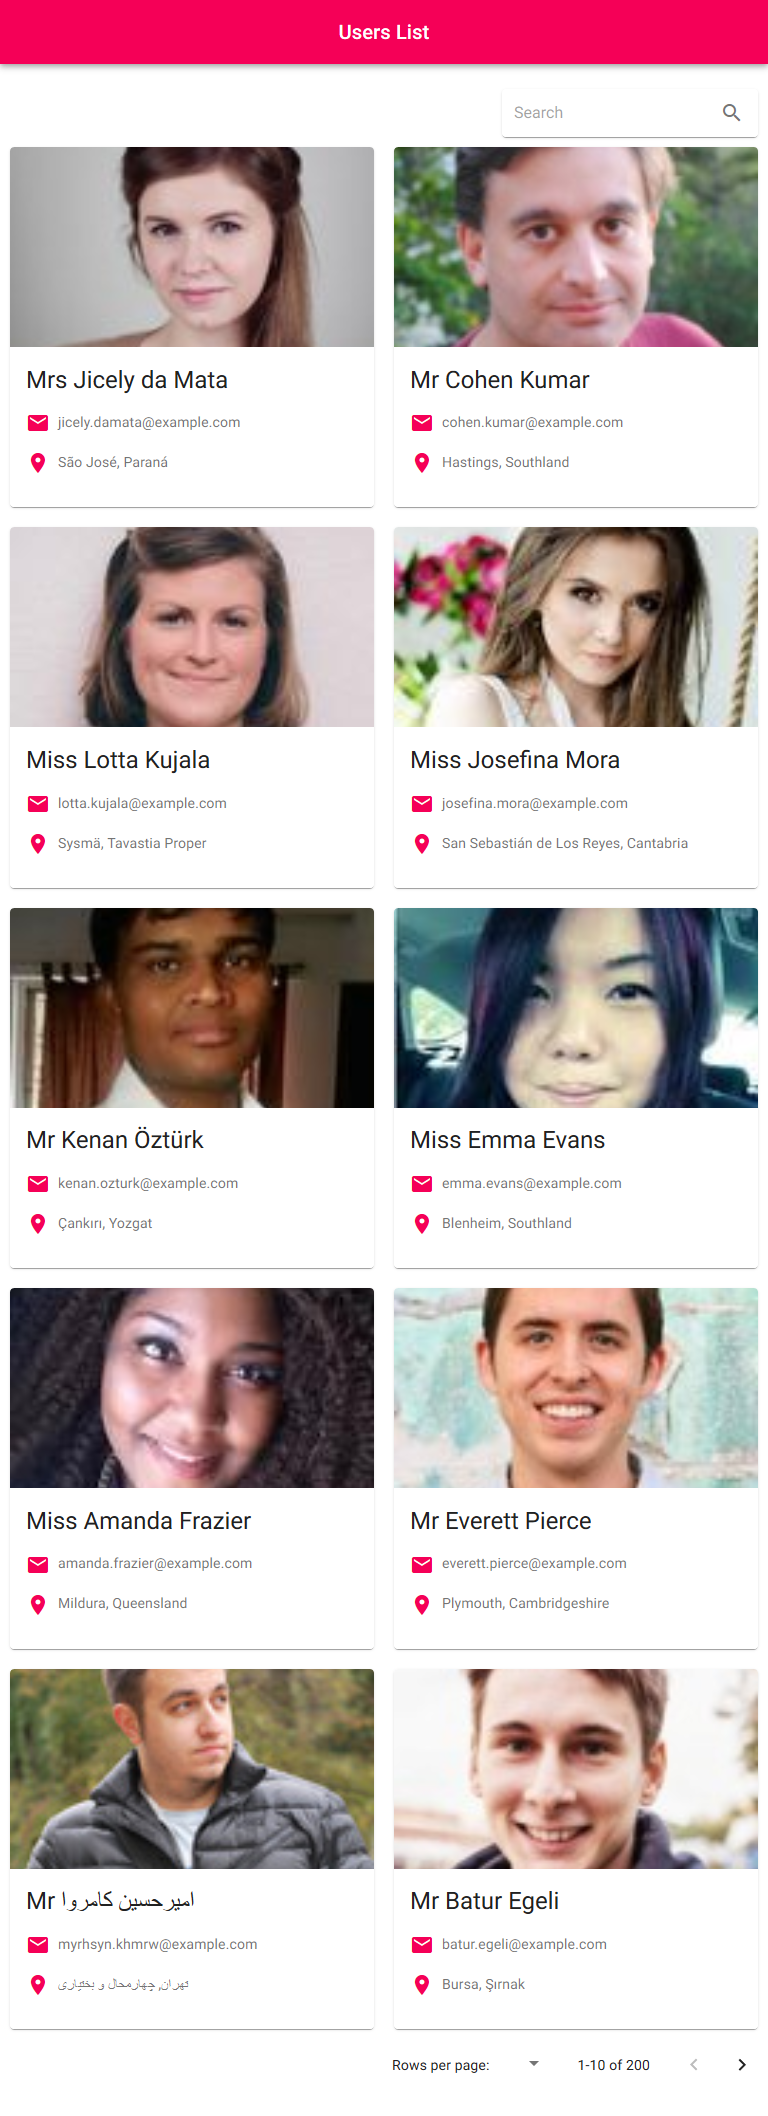 Users List
Search
Mrs Jicely da Mata
jicely.damata@example.com
São José, Paraná
Mr Cohen Kumar
cohen.kumar@example.com
Hastings, Southland
Miss Lotta Kujala
lotta.kujala@example.com
Sysmä, Tavastia Proper
Miss Josefina Mora
josefina.mora@example.com
San Sebastián de Los Reyes, Cantabria
Mr Kenan Öztürk
kenan.ozturk@example.com
Çankırı, Yozgat
Miss Emma Evans
emma.evans@example.com
Blenheim, Southland
Miss Amanda Frazier
amanda.frazier@example.com
Mildura, Queensland
Mr Everett Pierce
everett.pierce@example.com
Plymouth, Cambridgeshire
Mr امیرحسین کامروا
myrhsyn.khmrw@example.com
تهران, چهارمحال و بختیاری
Mr Batur Egeli
batur.egeli@example.com
Bursa, Şırnak
Rows per page:
1-10 of 200